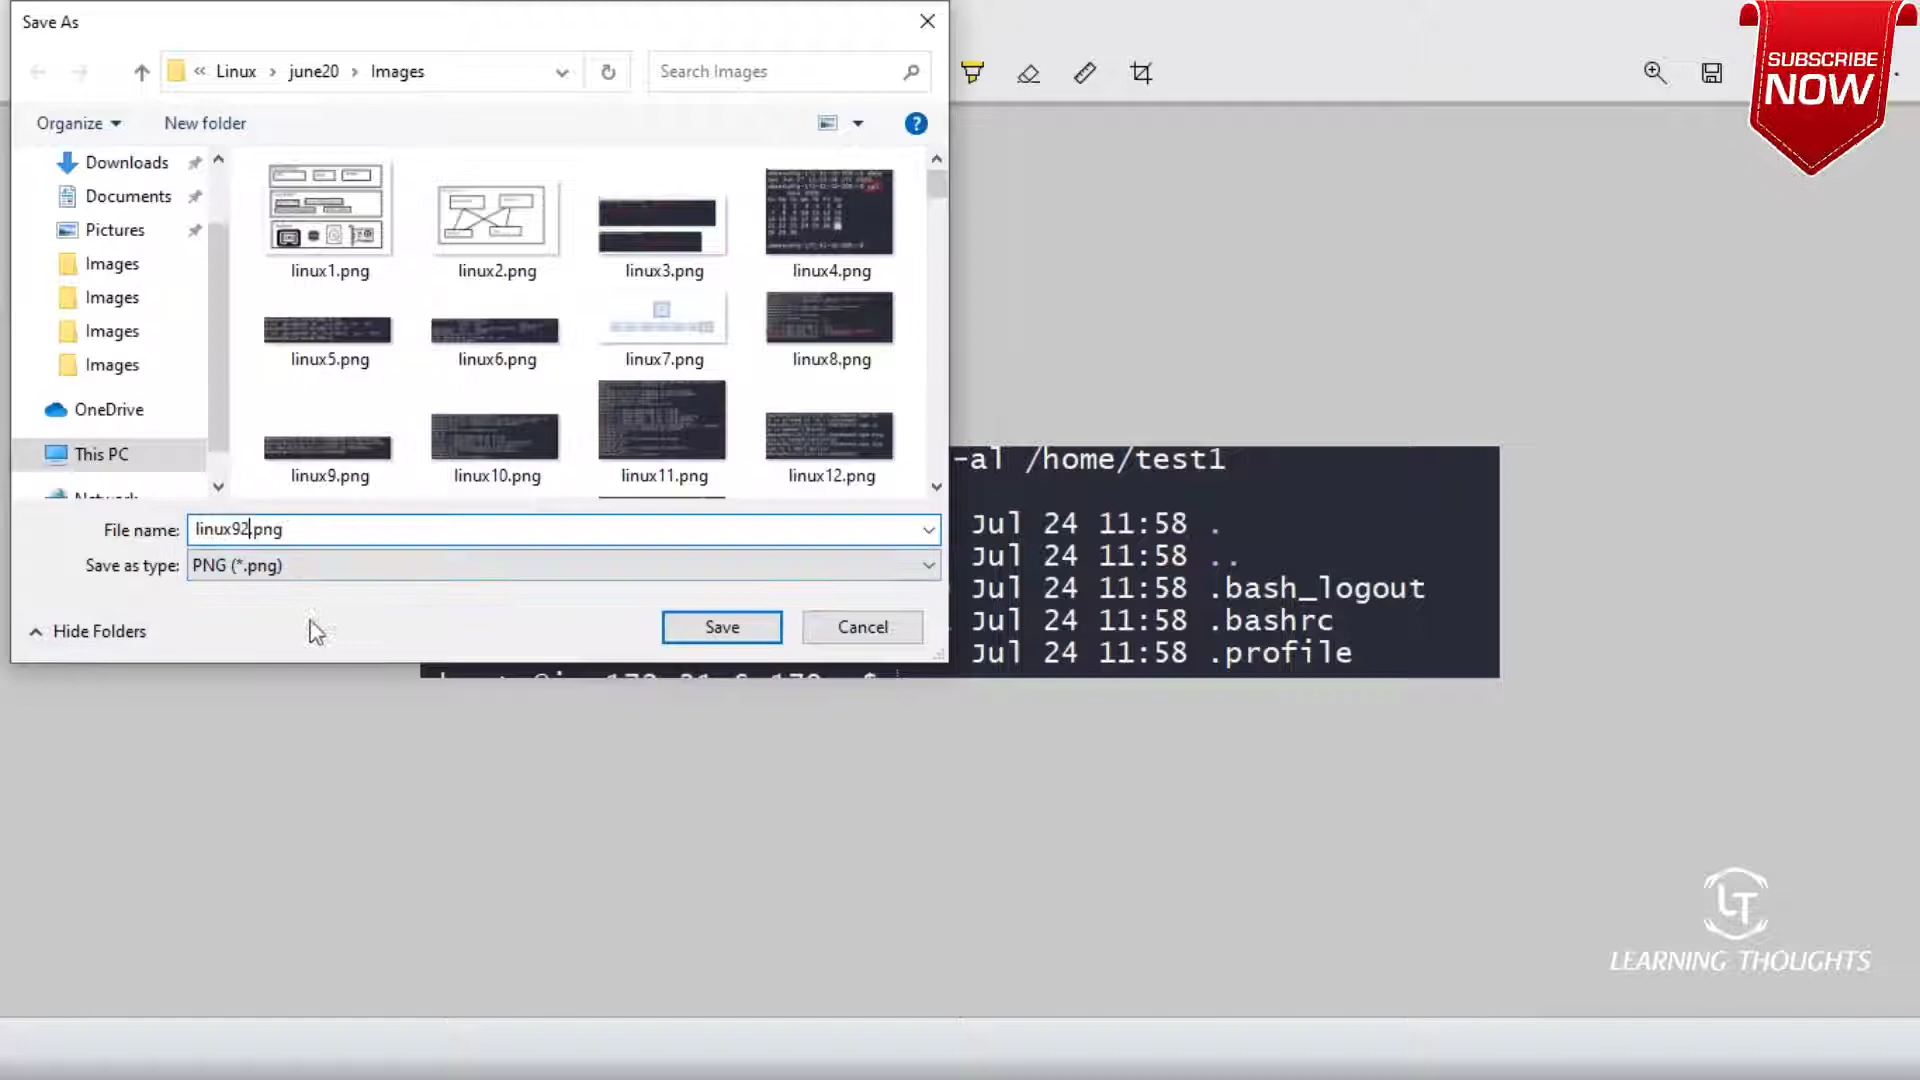 Save As
Linux › june20 › Images
Search Images
SUBSCRIBE
NOW
Organize
New folder
Downloads
Documents
Pictures
Images
Images
Images
Images
OneDrive
This PC
Network
linux1.png
linux2.png
linux3.png
linux4.png
linux5.png
linux6.png
linux7.png
linux8.png
linux9.png
linux10.png
linux11.png
linux12.png
File name: linux92.png
Save as type: PNG (*.png)
Hide Folders
Save
Cancel
-al /home/test1
Jul 24 11:58 .
Jul 24 11:58 ..
Jul 24 11:58 .bash_logout
Jul 24 11:58 .bashrc
Jul 24 11:58 .profile
LT
LEARNING THOUGHTS